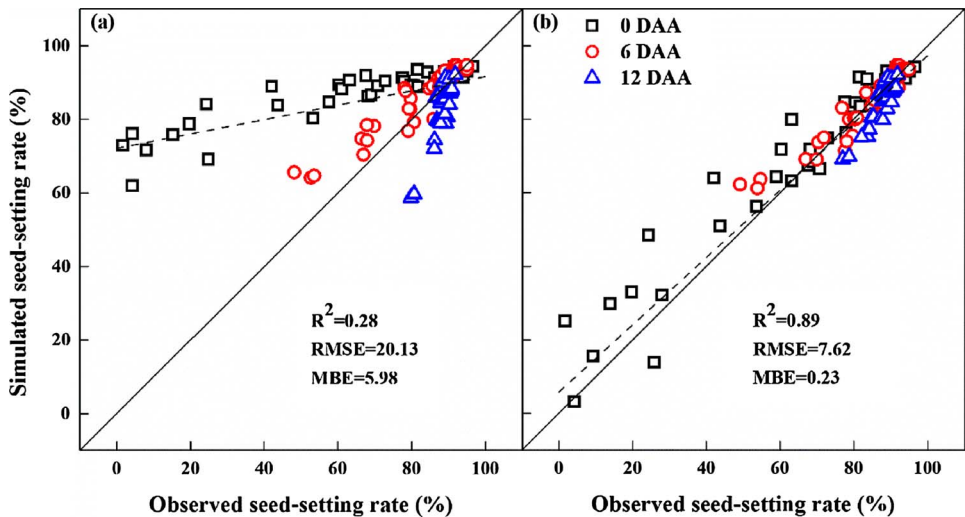 (a)
(b)
0 DAA
6 DAA
12 DAA
Simulated seed-setting rate (%)
100
80
60
40
20
0
R²=0.28
RMSE=20.13
MBE=5.98
R²=0.89
RMSE=7.62
MBE=0.23
0 20 40 60 80 100
0 20 40 60 80 100
Observed seed-setting rate (%)
Observed seed-setting rate (%)